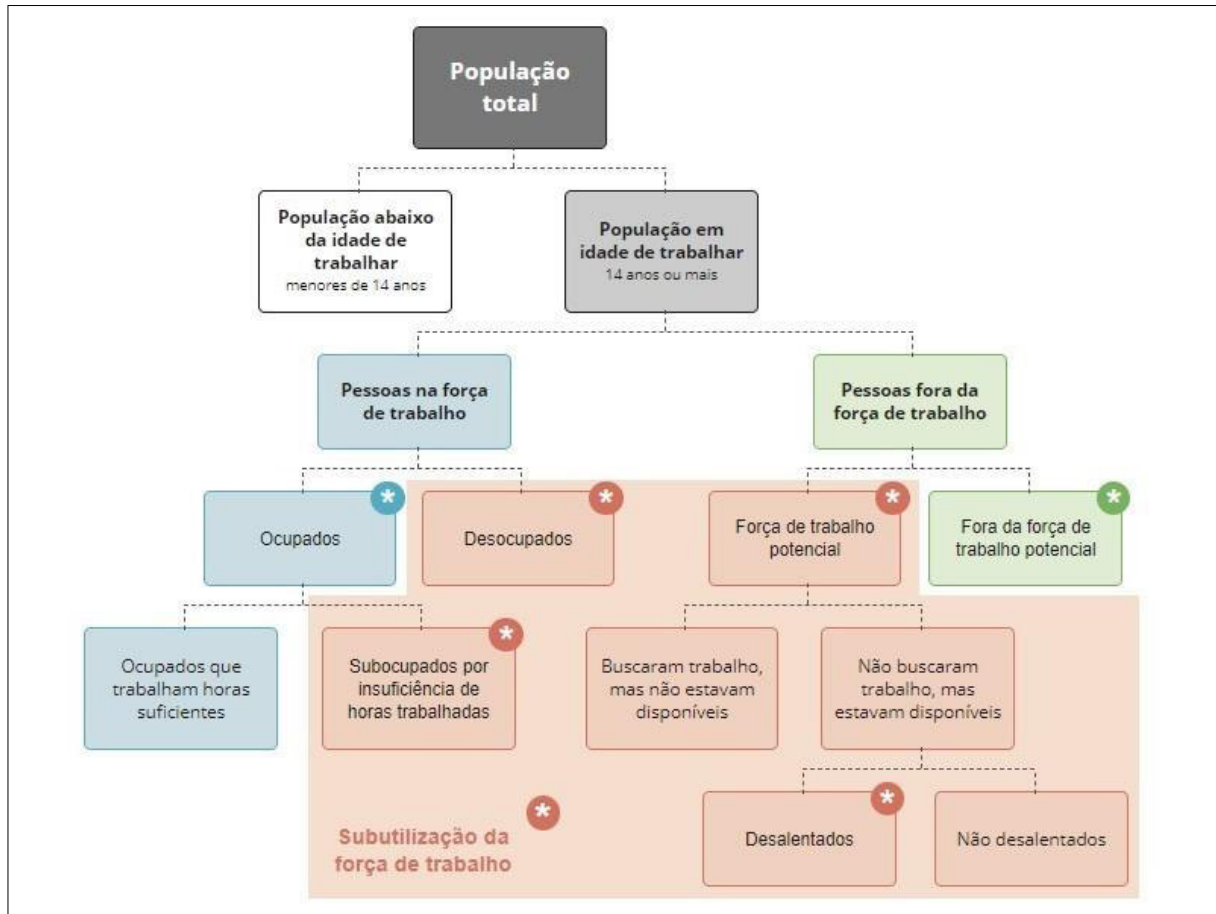 População
total
População abaixo
da idade de
trabalhar
menores de 14 anos
População em
idade de trabalhar
14 anos ou mais
Pessoas na força
de trabalho
Pessoas fora da
força de trabalho
*
Ocupados
*
Desocupados
*
Força de trabalho
potencial
*
Fora da força de
trabalho potencial
Ocupados que
trabalham horas
suficientes
*
Subocupados por
insuficiência de
horas trabalhadas
Buscaram trabalho,
mas não estavam
disponíveis
Não buscaram
trabalho, mas
estavam disponíveis
*
Desalentados
Não desalentados
Subutilização da
força de trabalho
*